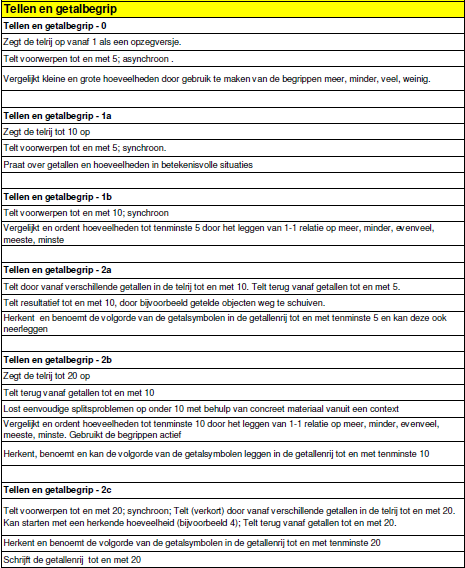 Tellen en getalbegrip
Tellen en getalbegrip - 0
Zegt de telrij op vanaf 1 als een opzegversje.
Telt voorwerpen tot en met 5; asynchroon .
Vergelijkt kleine en grote hoeveelheden door gebruik te maken van de begrippen meer, minder, veel, weinig.
Tellen en getalbegrip - 1a
Zegt de telrij tot 10 op
Telt voorwerpen tot en met 5; synchroon.
Praat over getallen en hoeveelheden in betekenisvolle situaties
Tellen en getalbegrip - 1b
Telt voorwerpen tot en met 10; synchroon
Vergelijkt en ordent hoeveelheden tot tenminste 5 door het leggen van 1-1 relatie op meer, minder, evenveel,
meeste, minste
Tellen en getalbegrip - 2a
Telt door vanaf verschillende getallen in de telrij tot en met 10. Telt terug vanaf getallen tot en met 5.
Telt resultatief tot en met 10, door bijvoorbeeld getelde objecten weg te schuiven.
Herkent en benoemt de volgorde van de getalsymbolen in de getallenrij tot en met tenminste 5 en kan deze ook
neerleggen
Tellen en getalbegrip - 2b
Zegt de telrij tot 20 op
Telt terug vanaf getallen tot en met 10
Lost eenvoudige splitsproblemen op onder 10 met behulp van concreet materiaal vanuit een context
Vergelijkt en ordent hoeveelheden tot tenminste 10 door het leggen van 1-1 relatie op meer, minder, evenveel,
meeste, minste. Gebruikt de begrippen actief
Herkent, benoemt en kan de volgorde van de getalsymbolen leggen in de getallenrij tot en met tenminste 10
Tellen en getalbegrip - 2c
Telt voorwerpen tot en met 20; synchroon; Telt (verkort) door vanaf verschillende getallen in de telrij tot en met 20.
Kan starten met een herkende hoeveelheid (bijvoorbeeld 4); Telt terug vanaf getallen tot en met 20.
Herkent en benoemt de volgorde van de getalsymbolen in de getallenrij tot en met tenminste 20
Schrijft de getallenrij tot en met 20